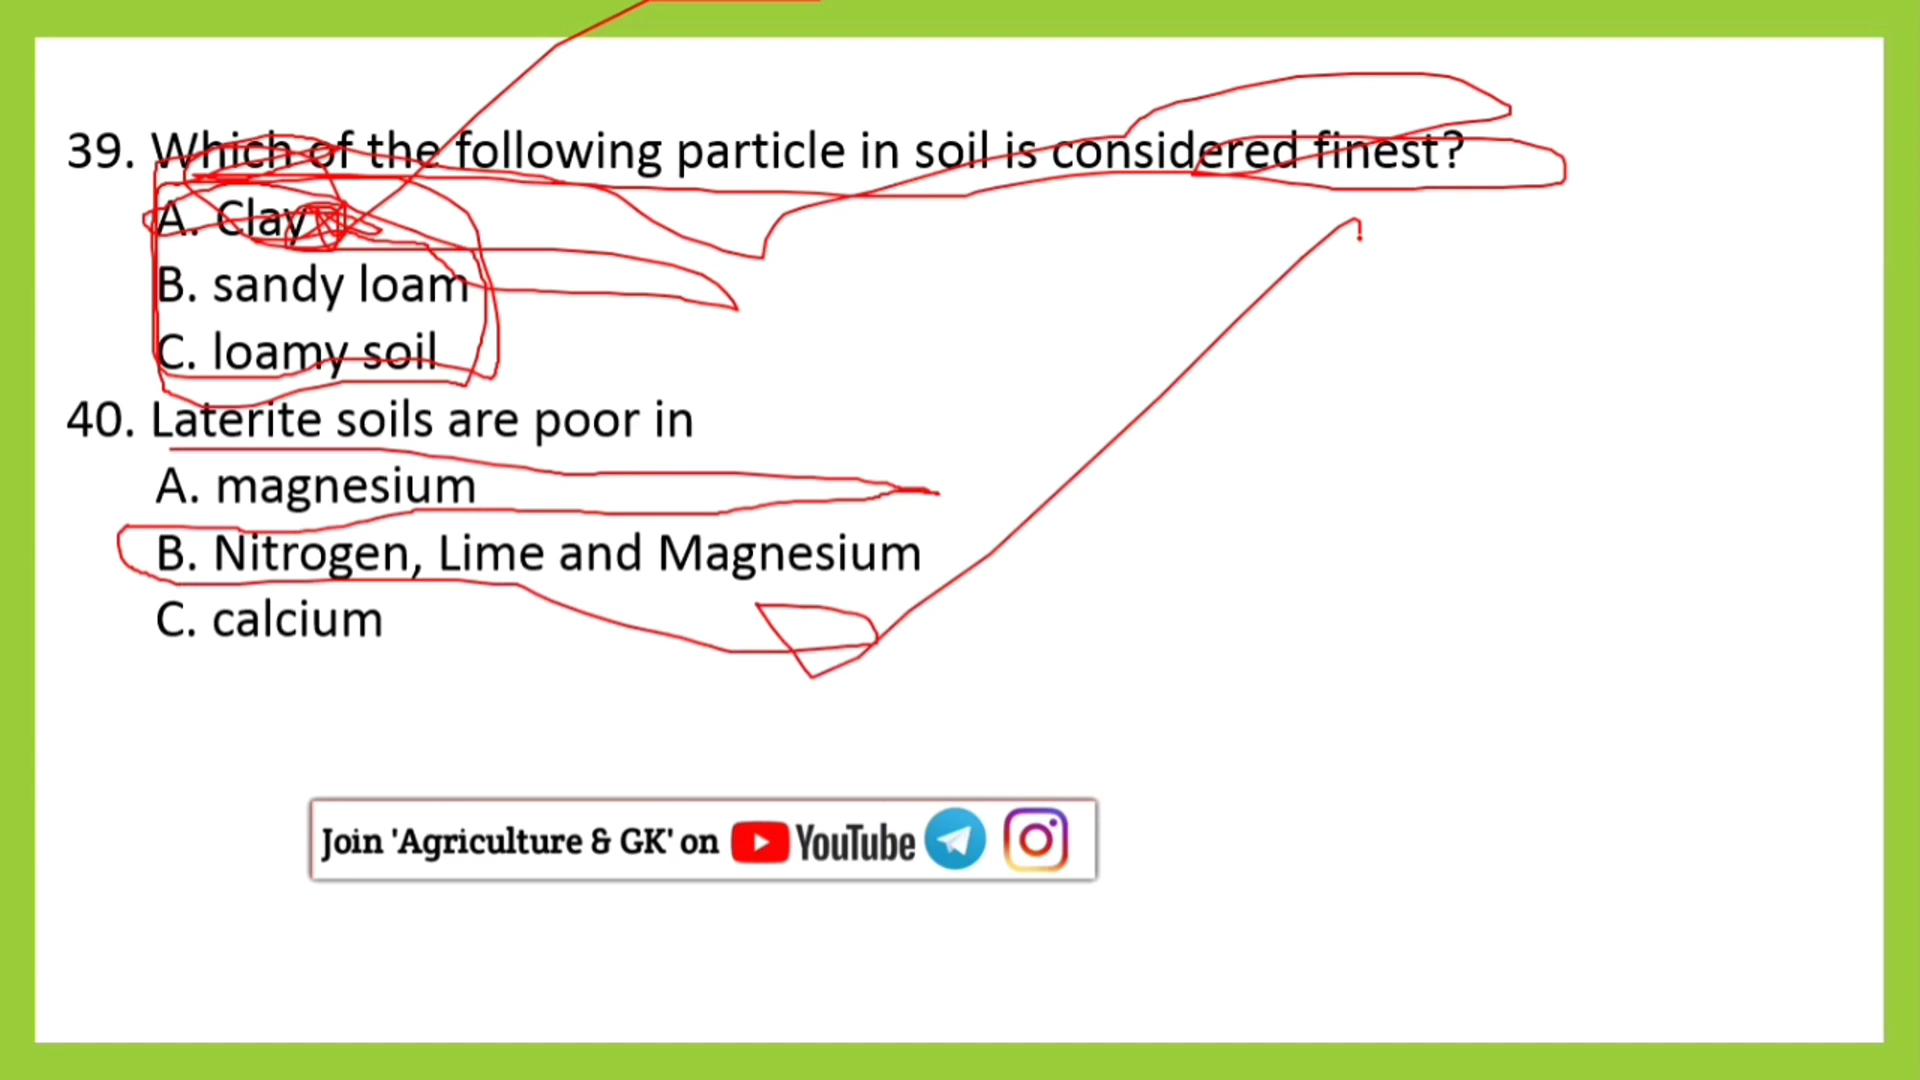 39. Which of the following particle in soil is considered finest?
A. Clay
B. sandy loam
C. loamy soil
40. Laterite soils are poor in
A. magnesium
B. Nitrogen, Lime and Magnesium
C. calcium
Join 'Agriculture & GK' on YouTube